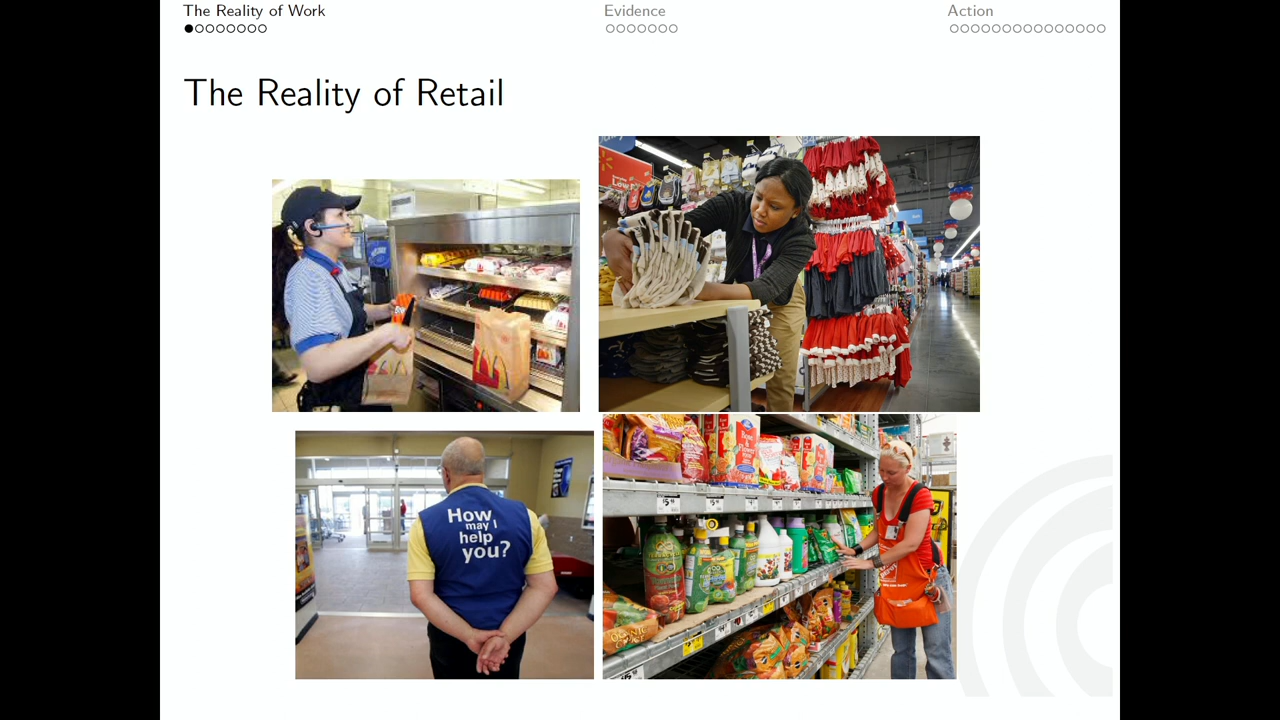 The Reality of Work
Evidence
Action
The Reality of Retail
How
may I
help
you?